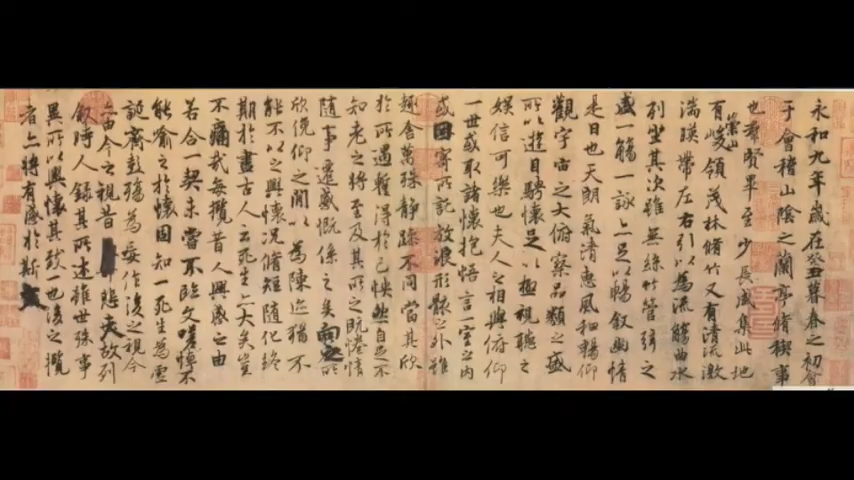 永和九年歲在癸丑暮春之初會
于會稽山陰之蘭亭脩稧事
也羣賢畢至少長咸集此地
有崇山峻領茂林脩竹又有清流激
湍暎帶左右引以為流觴曲水
列坐其次雖無絲竹管弦之
盛一觴一詠亦足以暢敘幽情
是日也天朗氣清惠風和暢仰
觀宇宙之大俯察品類之盛
所以遊目騁懷足以極視聽之
娛信可樂也夫人之相與俯仰
一世或取諸懷抱悟言一室之內
或因寄所託放浪形骸之外雖
趣舍萬殊靜躁不同當其欣
於所遇暫得於己怏然自足不
知老之將至及其所之既惓情
隨事遷感慨係之矣向之所
欣俛仰之閒以為陳迹猶不
能不以之興懷況脩短隨化終
期於盡古人云死生亦大矣豈
不痛哉每攬昔人興感之由
若合一契未嘗不臨文嗟悼不
能喻之於懷固知一死生為虛
誕齊彭殤為妄作後之視今
亦由今之視昔悲夫故列
敘時人錄其所述雖世殊事
異所以興懷其致一也後之攬
者亦將有感於斯文